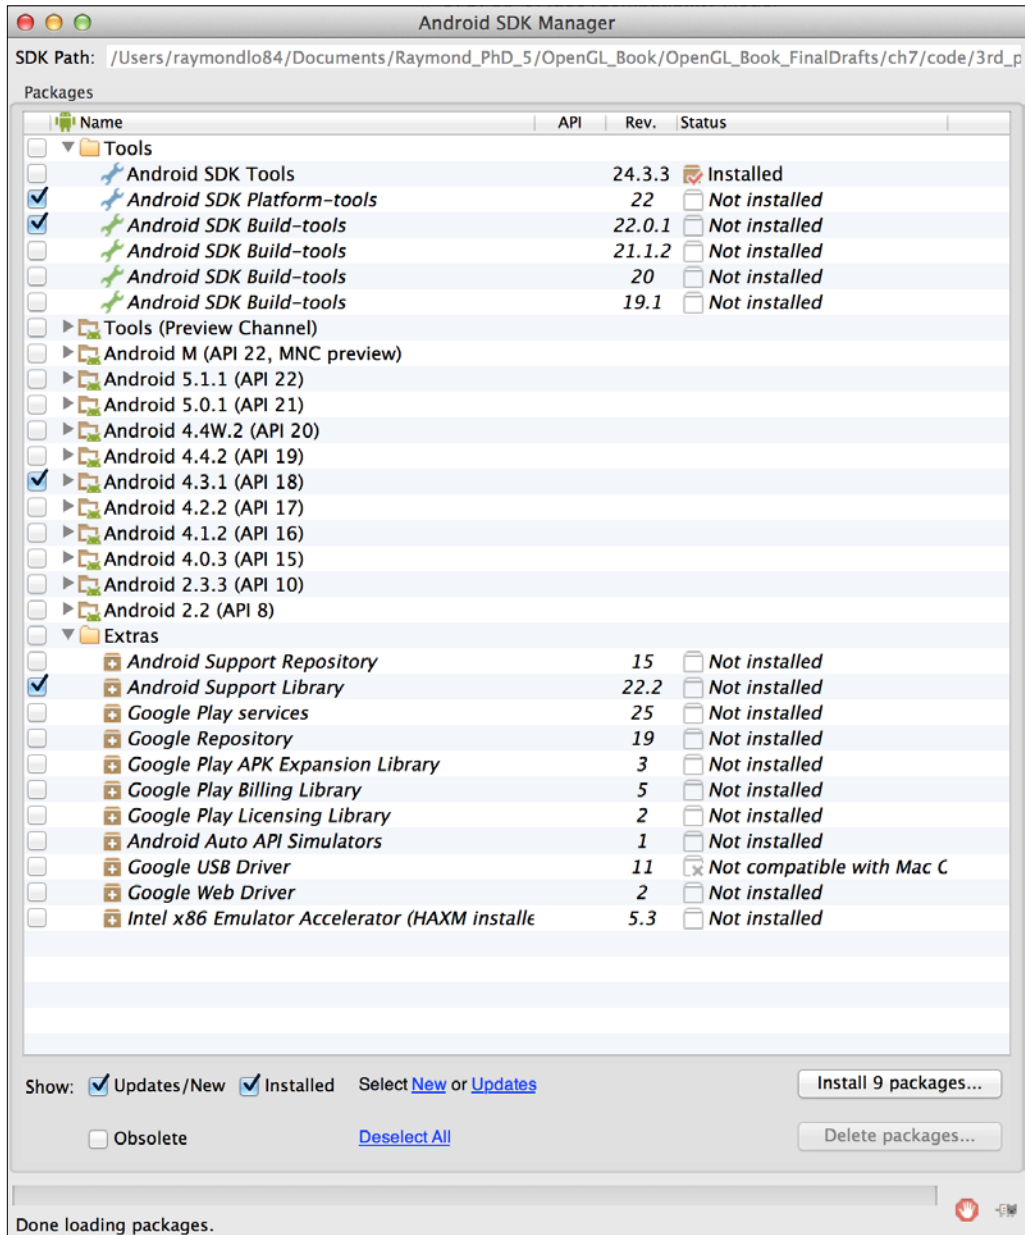 Android SDK Manager
SDK Path: /Users/raymondlo84/Documents/Raymond_PhD_5/OpenGL_Book/OpenGL_Book_FinalDrafts/ch7/code/3rd_p
Packages
Name API Rev. Status
Tools
Android SDK Tools 24.3.3 Installed
Android SDK Platform-tools 22 Not installed
Android SDK Build-tools 22.0.1 Not installed
Android SDK Build-tools 21.1.2 Not installed
Android SDK Build-tools 20 Not installed
Android SDK Build-tools 19.1 Not installed
Tools (Preview Channel)
Android M (API 22, MNC preview)
Android 5.1.1 (API 22)
Android 5.0.1 (API 21)
Android 4.4W.2 (API 20)
Android 4.4.2 (API 19)
Android 4.3.1 (API 18)
Android 4.2.2 (API 17)
Android 4.1.2 (API 16)
Android 4.0.3 (API 15)
Android 2.3.3 (API 10)
Android 2.2 (API 8)
Extras
Android Support Repository 15 Not installed
Android Support Library 22.2 Not installed
Google Play services 25 Not installed
Google Repository 19 Not installed
Google Play APK Expansion Library 3 Not installed
Google Play Billing Library 5 Not installed
Google Play Licensing Library 2 Not installed
Android Auto API Simulators 1 Not installed
Google USB Driver 11 Not compatible with Mac C
Google Web Driver 2 Not installed
Intel x86 Emulator Accelerator (HAXM installe 5.3 Not installed
Show: Updates/New Installed Select New or Updates Install 9 packages...
Obsolete Deselect All Delete packages...
Done loading packages.